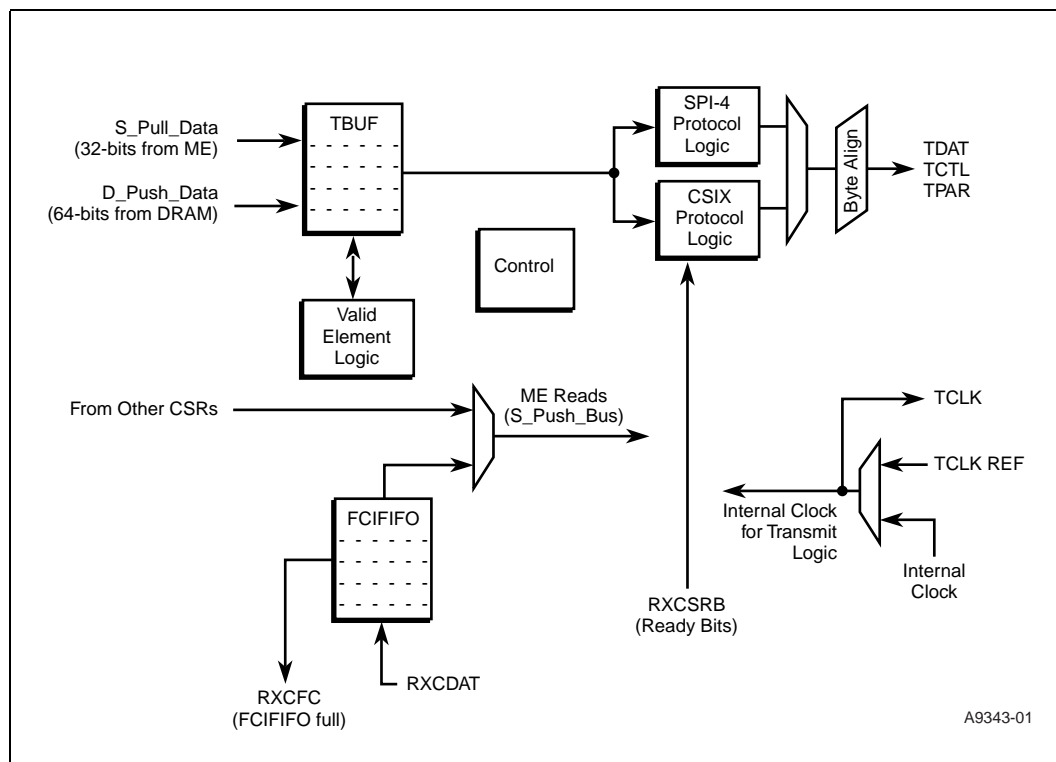 S_Pull_Data
(32-bits from ME)
D_Push_Data
(64-bits from DRAM)
TBUF
Valid
Element
Logic
Control
SPI-4
Protocol
Logic
CSIX
Protocol
Logic
Byte Align
TDAT
TCTL
TPAR
From Other CSRs
ME Reads
(S_Push_Bus)
FCIFIFO
RXCFC
(FCIFIFO full)
RXCDAT
RXCSRB
(Ready Bits)
TCLK
TCLK REF
Internal Clock
for Transmit
Logic
Internal
Clock
A9343-01